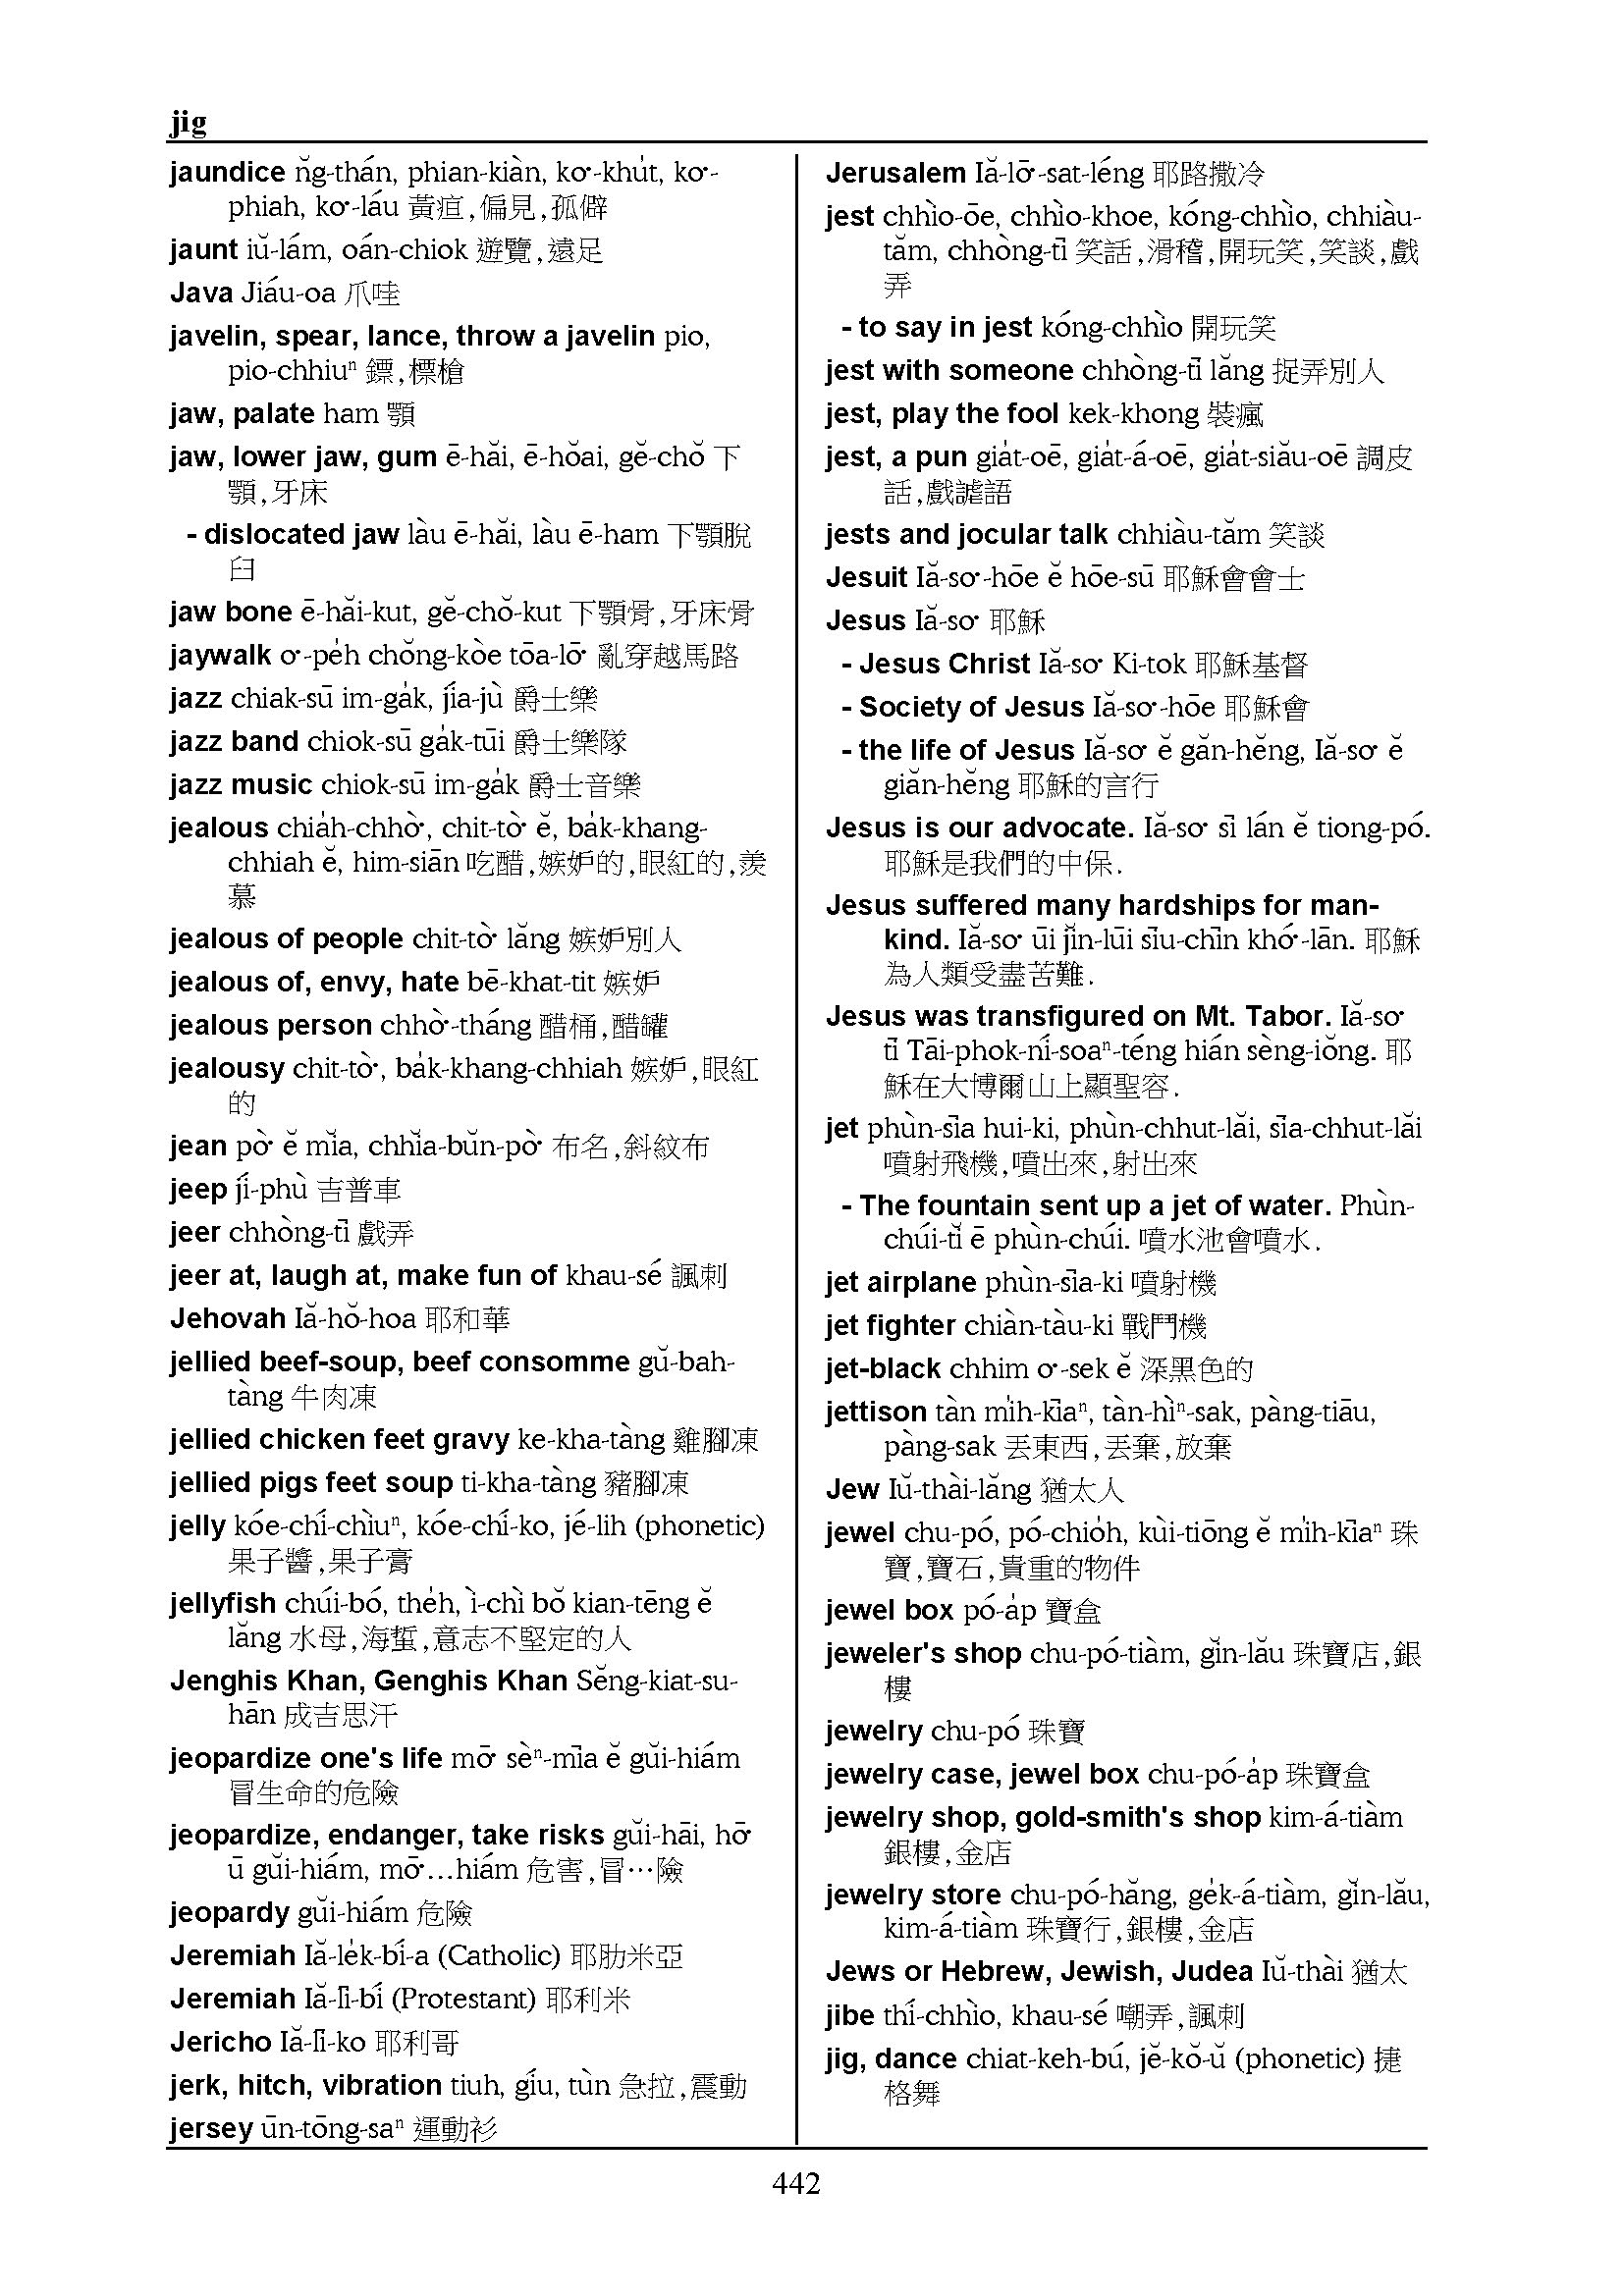 jig
jaundice n̆g-thán, phian-kiàn, ko͘-khu̍t, ko͘-
phiah, ko͘-láu 黃疸,偏見,孤僻
jaunt iŭ-lám, oán-chiok 遊覽,遠足
Java Jiáu-oa 爪哇
javelin, spear, lance, throw a javelin pio,
pio-chhiuⁿ 鏢,標槍
jaw, palate ham 顎
jaw, lower jaw, gum ē-hăi, ē-hŏai, gĕ-chŏ 下
顎,牙床
- dislocated jaw làu ē-hăi, làu ē-ham 下顎脫
臼
jaw bone ē-hăi-kut, gĕ-chŏ-kut 下顎骨,牙床骨
jaywalk o͘-pe̍h chŏng-kòe tōa-lō͘ 亂穿越馬路
jazz chiak-sū im-ga̍k, jía-jù 爵士樂
jazz band chiok-sū ga̍k-tūi 爵士樂隊
jazz music chiok-sū im-ga̍k 爵士音樂
jealous chia̍h-chhò͘, chit-tò͘ ĕ, ba̍k-khang-
chhiah ĕ, him-siān 吃醋,嫉妒的,眼紅的,羨
慕
jealous of people chit-tò͘ lăng 嫉妒別人
jealous of, envy, hate bē-khat-tit 嫉妒
jealous person chhò͘-tháng 醋桶,醋罐
jealousy chit-tò͘, ba̍k-khang-chhiah 嫉妒,眼紅
的
jean pò͘ ĕ mĭa, chhĭa-bŭn-pò͘ 布名,斜紋布
jeep jí-phù 吉普車
jeer chhòng-tī 戲弄
jeer at, laugh at, make fun of khau-sé 諷刺
Jehovah Iă-hŏ-hoa 耶和華
jellied beef-soup, beef consomme gŭ-bah-
tàng 牛肉凍
jellied chicken feet gravy ke-kha-tàng 雞腳凍
jellied pigs feet soup ti-kha-tàng 豬腳凍
jelly kóe-chí-chìuⁿ, kóe-chí-ko, jé-lih (phonetic)
果子醬,果子膏
jellyfish chúi-bó, the̍h, ì-chì bŏ kian-tēng ĕ
lăng 水母,海蜇,意志不堅定的人
Jenghis Khan, Genghis Khan Sĕng-kiat-su-
hān 成吉思汗
jeopardize one's life mō͘ sèⁿ-mīa ĕ gŭi-hiám
冒生命的危險
jeopardize, endanger, take risks gŭi-hāi, hō͘
ū gŭi-hiám, mō͘…hiám 危害,冒…險
jeopardy gŭi-hiám 危險
Jeremiah Iă-le̍k-bí-a (Catholic) 耶肋米亞
Jeremiah Iă-lī-bí (Protestant) 耶利米
Jericho Iă-lī-ko 耶利哥
jerk, hitch, vibration tiuh, gíu, tùn 急拉,震動
jersey ūn-tōng-saⁿ 運動衫
Jerusalem Iă-lō͘-sat-léng 耶路撒冷
jest chhìo-ōe, chhìo-khoe, kóng-chhìo, chhiàu-
tăm, chhòng-tī 笑話,滑稽,開玩笑,笑談,戲
弄
- to say in jest kóng-chhìo 開玩笑
jest with someone chhòng-tī lăng 捉弄別人
jest, play the fool kek-khong 裝瘋
jest, a pun gia̍t-oē, gia̍t-á-oē, gia̍t-siău-oē 調皮
話,戲謔語
jests and jocular talk chhiàu-tăm 笑談
Jesuit Iă-so͘-hōe ĕ hōe-sū 耶穌會會士
Jesus Iă-so͘ 耶穌
- Jesus Christ Iă-so͘ Ki-tok 耶穌基督
- Society of Jesus Iă-so͘-hōe 耶穌會
- the life of Jesus Iă-so͘ ĕ găn-hĕng, Iă-so͘ ĕ
giăn-hĕng 耶穌的言行
Jesus is our advocate. Iă-so͘ sī lán ĕ tiong-pó.
耶穌是我們的中保.
Jesus suffered many hardships for man-
kind. Iă-so͘ ūi jĭn-lūi sīu-chīn khó͘-lān. 耶穌
為人類受盡苦難.
Jesus was transfigured on Mt. Tabor. Iă-so͘
tī Tāi-phok-ní-soaⁿ-téng hián sèng-iŏng. 耶
穌在大博爾山上顯聖容.
jet phùn-sīa hui-ki, phùn-chhut-lăi, sīa-chhut-lăi
噴射飛機,噴出來,射出來
- The fountain sent up a jet of water. Phùn-
chúi-tĭ ē phùn-chúi. 噴水池會噴水.
jet airplane phùn-sīa-ki 噴射機
jet fighter chiàn-tàu-ki 戰鬥機
jet-black chhim o͘-sek ĕ 深黑色的
jettison tàn mi̍h-kīaⁿ, tàn-hìⁿ-sak, pàng-tiāu,
pàng-sak 丟東西,丟棄,放棄
Jew Iŭ-thài-lăng 猶太人
jewel chu-pó, pó-chio̍h, kùi-tiōng ĕ mi̍h-kīaⁿ 珠
寶,寶石,貴重的物件
jewel box pó-a̍p 寶盒
jeweler's shop chu-pó-tiàm, gĭn-lău 珠寶店,銀
樓
jewelry chu-pó 珠寶
jewelry case, jewel box chu-pó-a̍p 珠寶盒
jewelry shop, gold-smith's shop kim-á-tiàm
銀樓,金店
jewelry store chu-pó-hăng, ge̍k-á-tiàm, gĭn-lău,
kim-á-tiàm 珠寶行,銀樓,金店
Jews or Hebrew, Jewish, Judea Iŭ-thài 猶太
jibe thí-chhìo, khau-sé 嘲弄,諷刺
jig, dance chiat-keh-bú, jĕ-kŏ-ŭ (phonetic) 捷
格舞
442